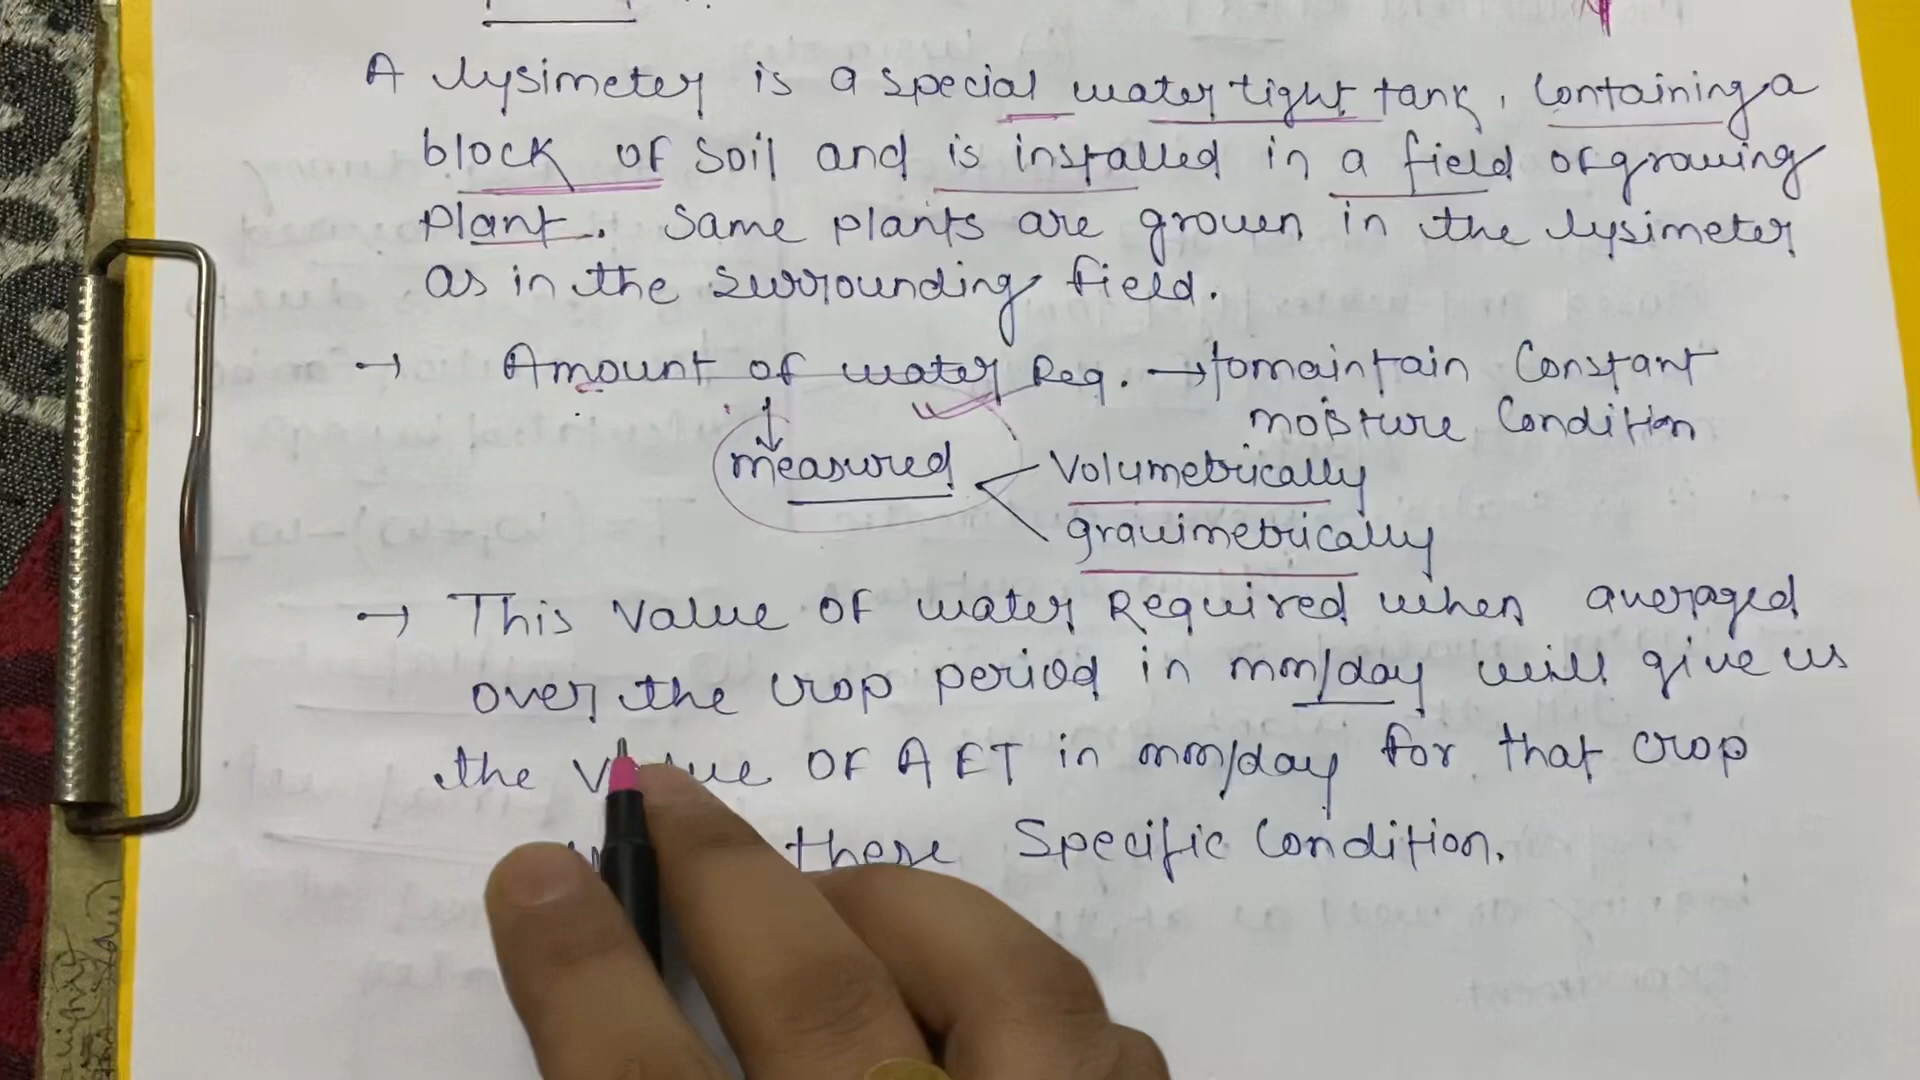 A lysimeter is a special water tight tank, containing a
block of soil and is installed in a field of growing
plant. Same plants are grown in the lysimeter
as in the surrounding field.
→ Amount of water Req. → to maintain Constant
moisture Condition
↓
measured
Volumetrically
gravimetrically
→ This value of water Required when averaged
over the crop period in mm/day will give us
the value of AET in mm/day for that crop
these Specific Condition.